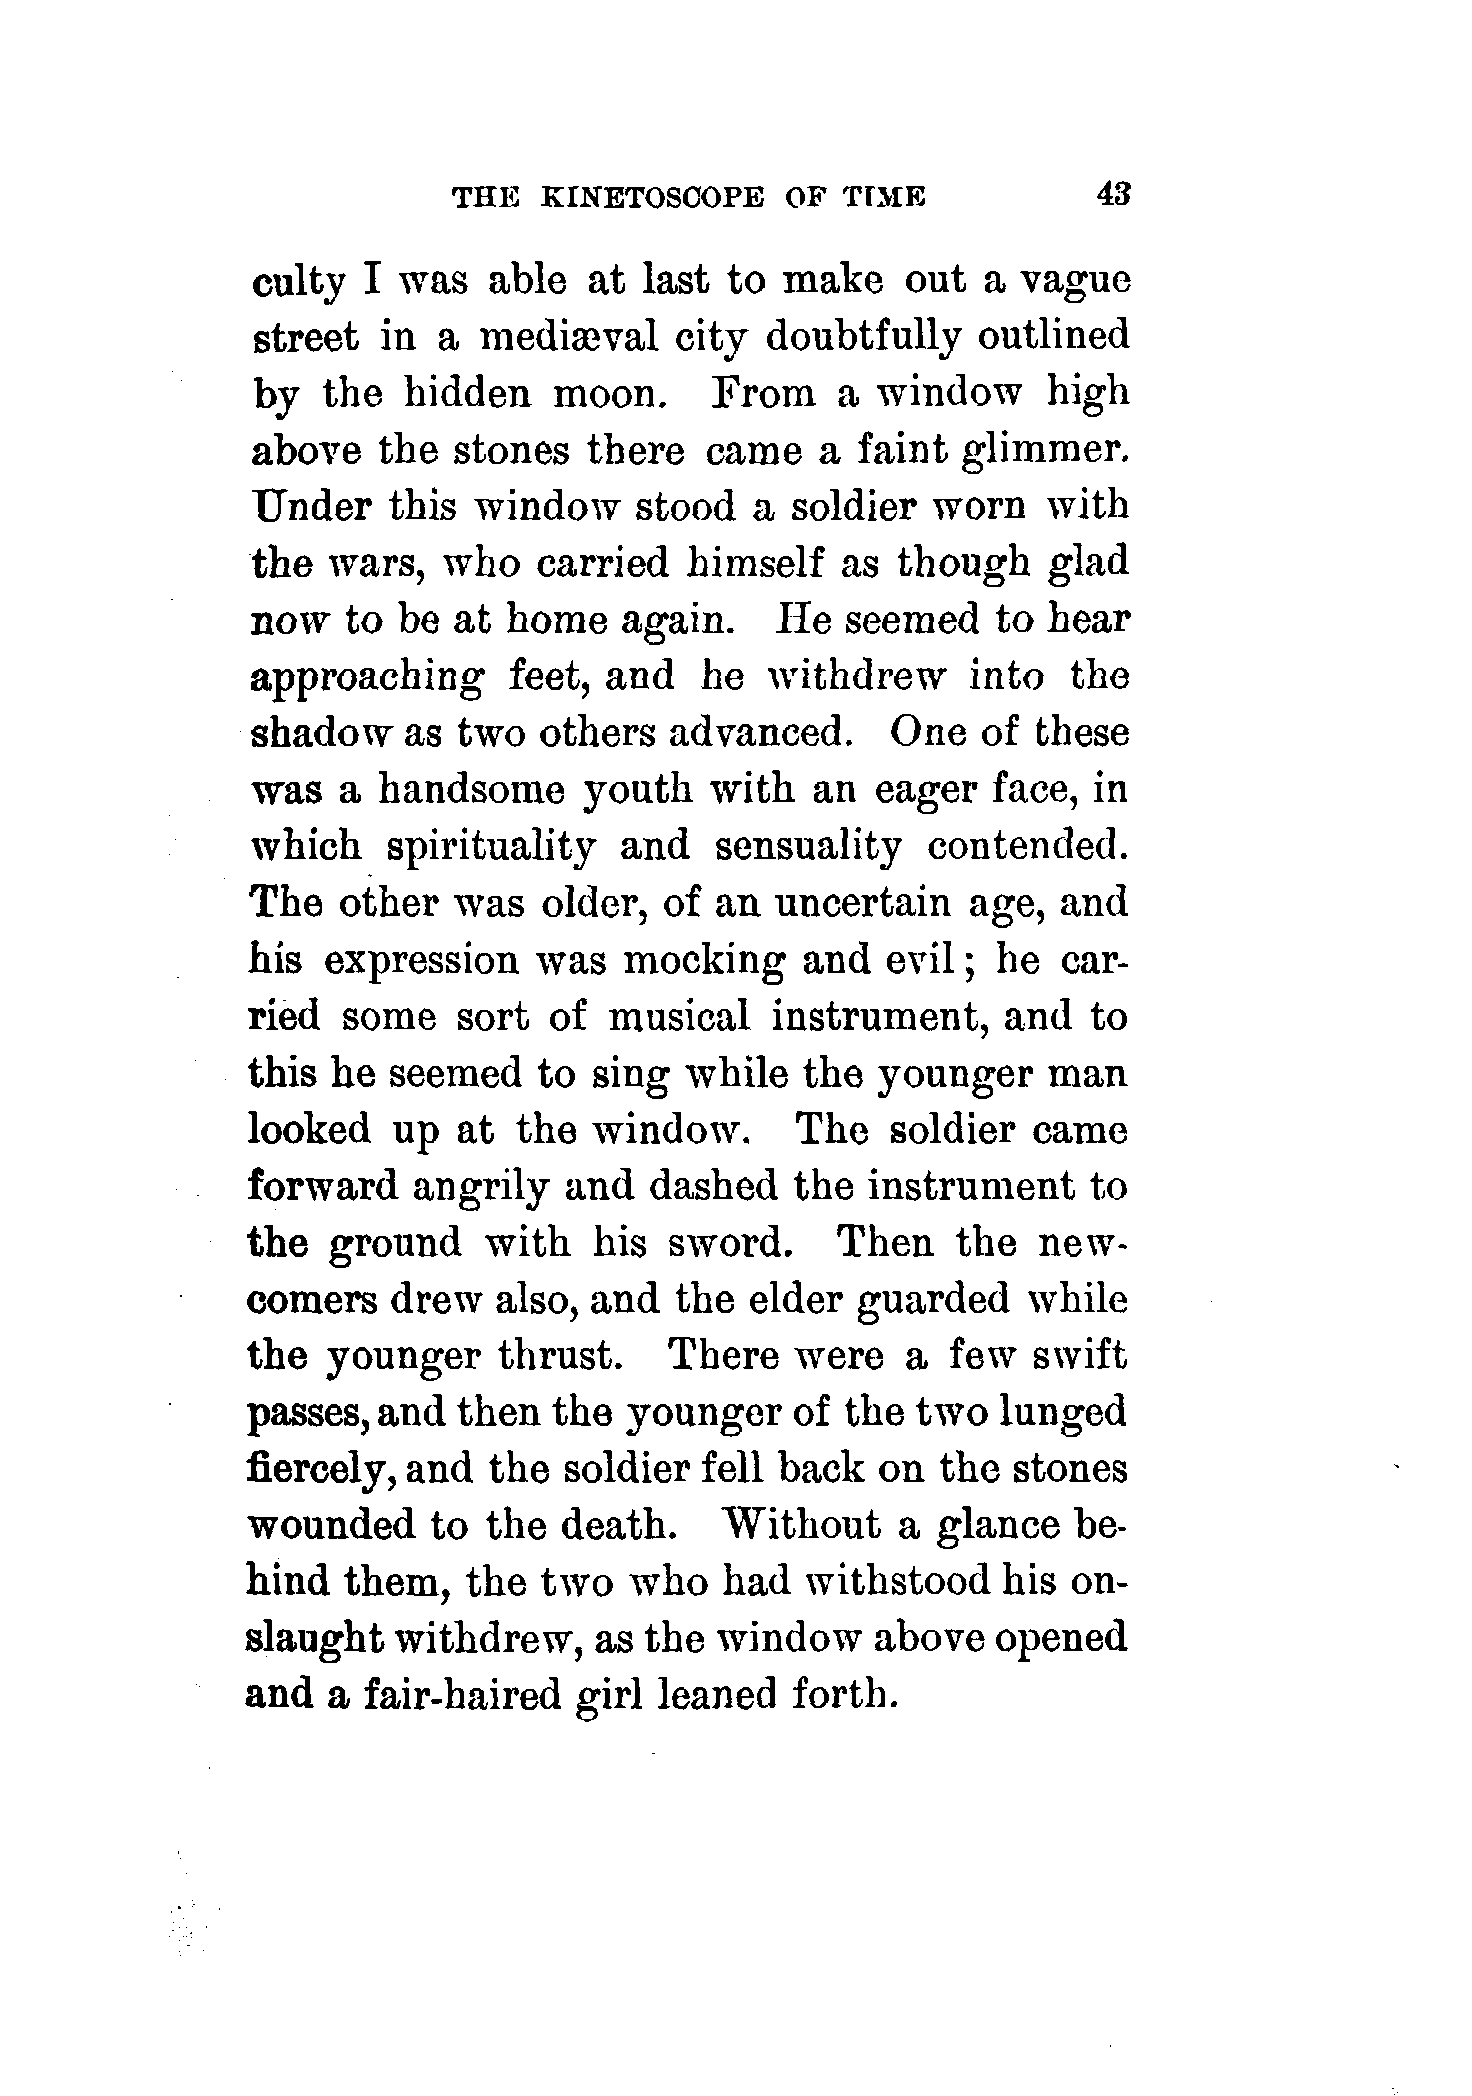 THE KINETOSCOPE OF TIME 43
culty I was able at last to make out a vague
street in a mediæval city doubtfully outlined
by the hidden moon. From a window high
above the stones there came a faint glimmer.
Under this window stood a soldier worn with
the wars, who carried himself as though glad
now to be at home again. He seemed to hear
approaching feet, and he withdrew into the
shadow as two others advanced. One of these
was a handsome youth with an eager face, in
which spirituality and sensuality contended.
The other was older, of an uncertain age, and
his expression was mocking and evil; he car-
ried some sort of musical instrument, and to
this he seemed to sing while the younger man
looked up at the window. The soldier came
forward angrily and dashed the instrument to
the ground with his sword. Then the new-
comers drew also, and the elder guarded while
the younger thrust. There were a few swift
passes, and then the younger of the two lunged
fiercely, and the soldier fell back on the stones
wounded to the death. Without a glance be-
hind them, the two who had withstood his on-
slaught withdrew, as the window above opened
and a fair-haired girl leaned forth.